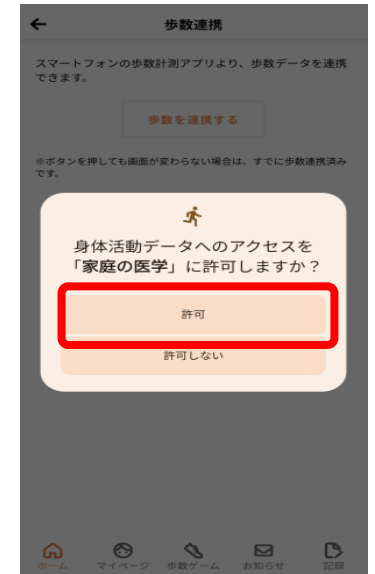 歩数連携
スマートフォンの歩数計測アプリより、歩数データを連携
できます。
歩数を連携する
※ボタンを押しても画面が変わらない場合は、すでに歩数連携済み
です。
身体活動データへのアクセスを
「家庭の医学」に許可しますか？
許可
許可しない
ホーム マイページ 歩数ゲーム お知らせ 記録